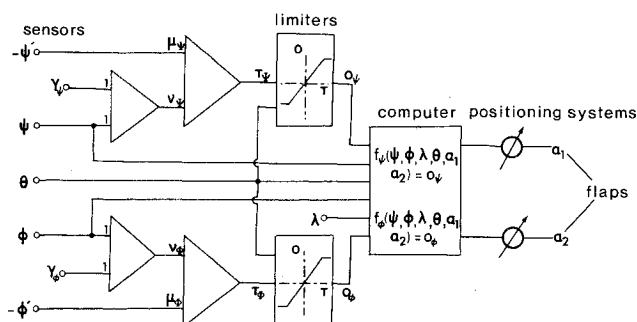 sensors
limiters
-ψ′
μψ
γψ
1
νψ
τψ
o
τ
oψ
ψ
1
computer
positioning systems
fψ(ψ,ϕ,λ,θ,a1
a2)=oψ
a1
θ
flaps
λ
fϕ(ψ,ϕ,λ,θ,a1
a2)=oϕ
a2
ϕ
1
νϕ
o
γϕ
1
τϕ
τ
oϕ
-ϕ′
μϕ